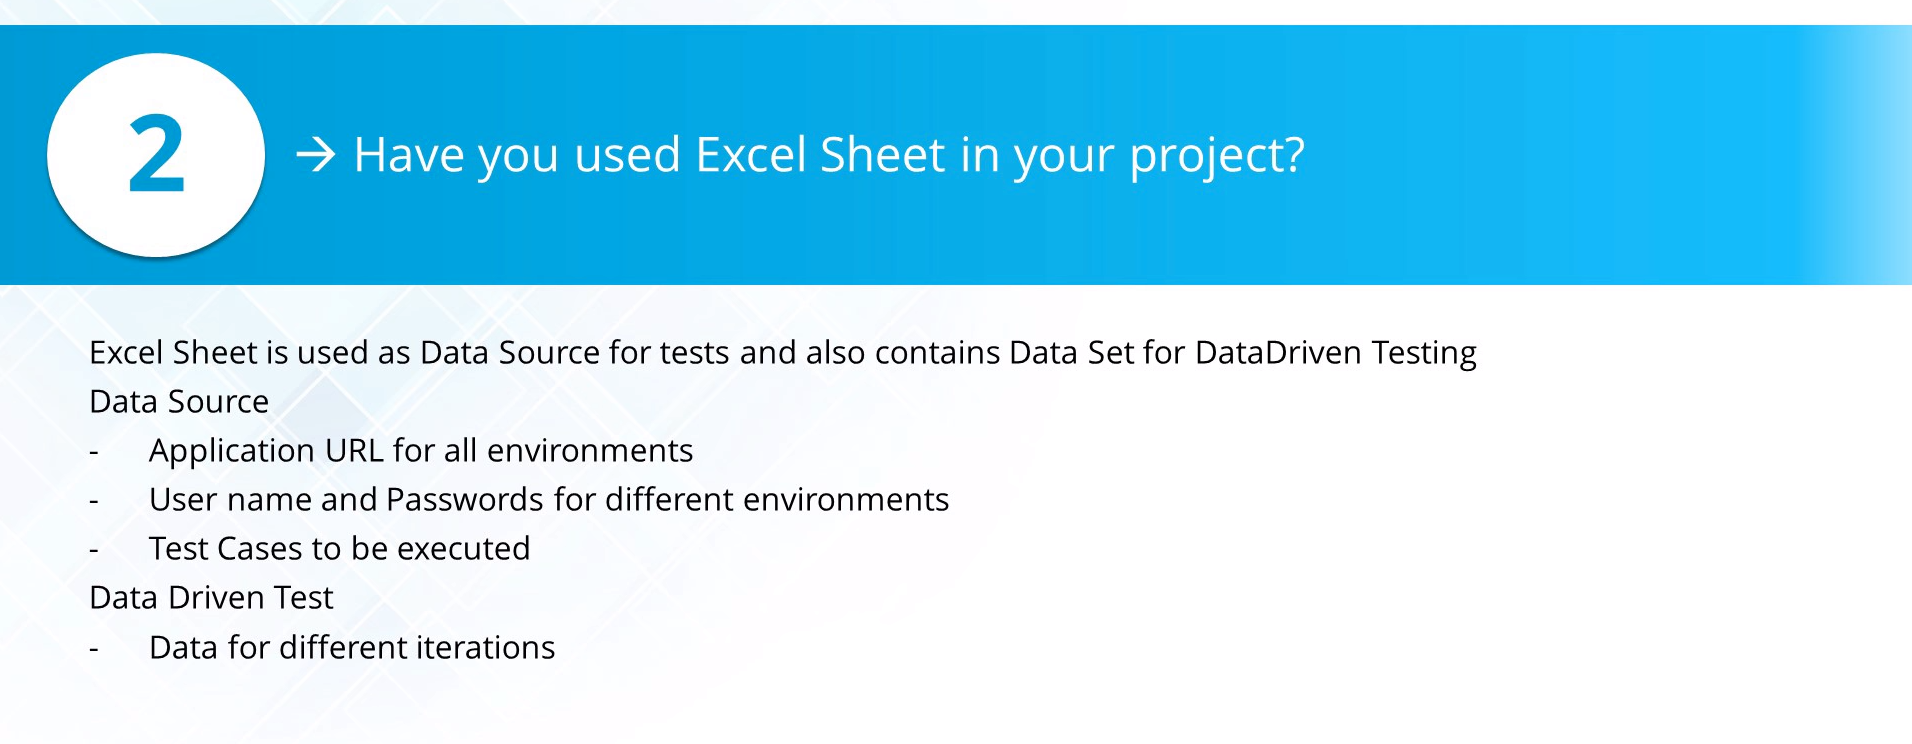 2
→ Have you used Excel Sheet in your project?
Excel Sheet is used as Data Source for tests and also contains Data Set for DataDriven Testing
Data Source
- Application URL for all environments
- User name and Passwords for different environments
- Test Cases to be executed
Data Driven Test
- Data for different iterations